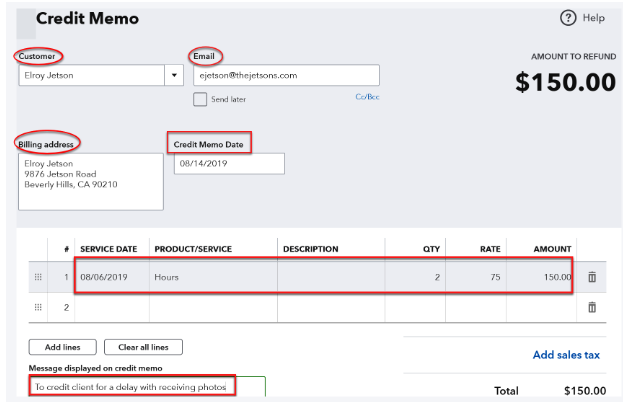 Credit Memo
? Help
Customer
Email
AMOUNT TO REFUND
Elroy Jetson
ejetson@thejetsons.com
$150.00
Send later
Cc/Bcc
Billing address
Credit Memo Date
Elroy Jetson
9876 Jetson Road
Beverly Hills, CA 90210
08/14/2019
# SERVICE DATE PRODUCT/SERVICE DESCRIPTION QTY RATE AMOUNT
1 08/06/2019 Hours 2 75 150.00
2
Add lines
Clear all lines
Add sales tax
Message displayed on credit memo
To credit client for a delay with receiving photos
Total $150.00